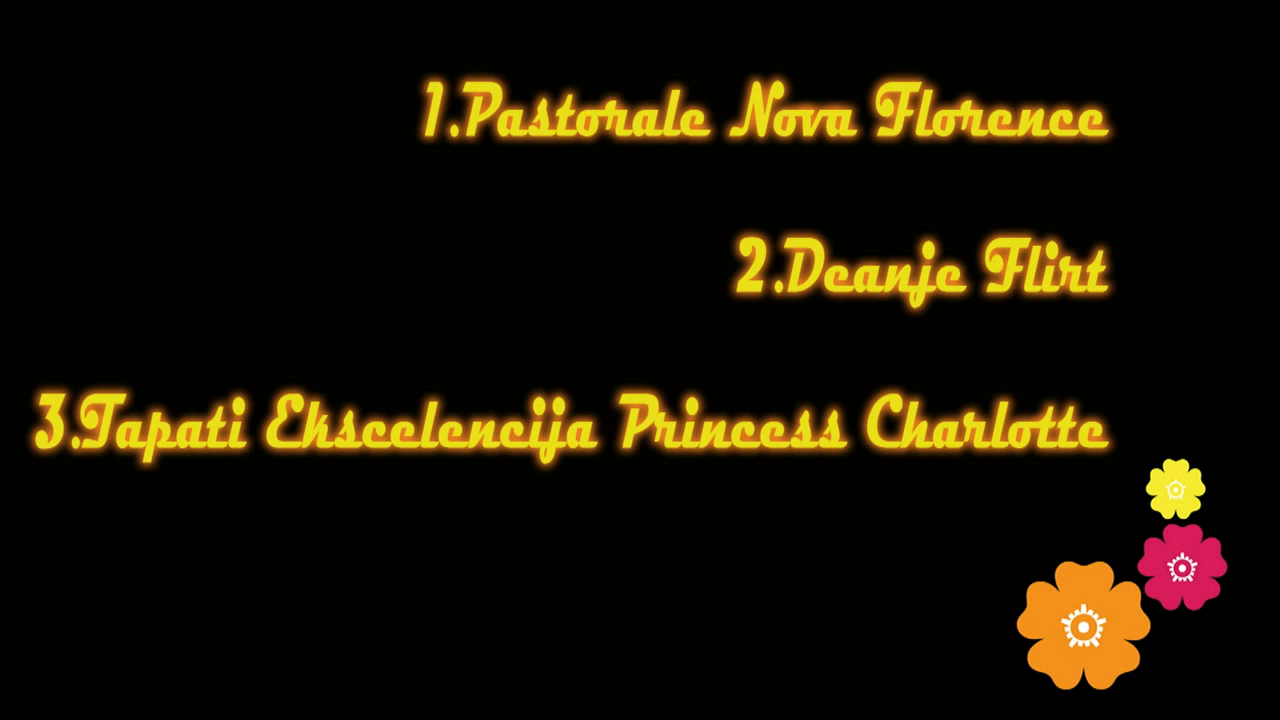 1.Pastorale Nova Florence
2.Deanje Flirt
3.Tapati Ekscelencija Princess Charlotte